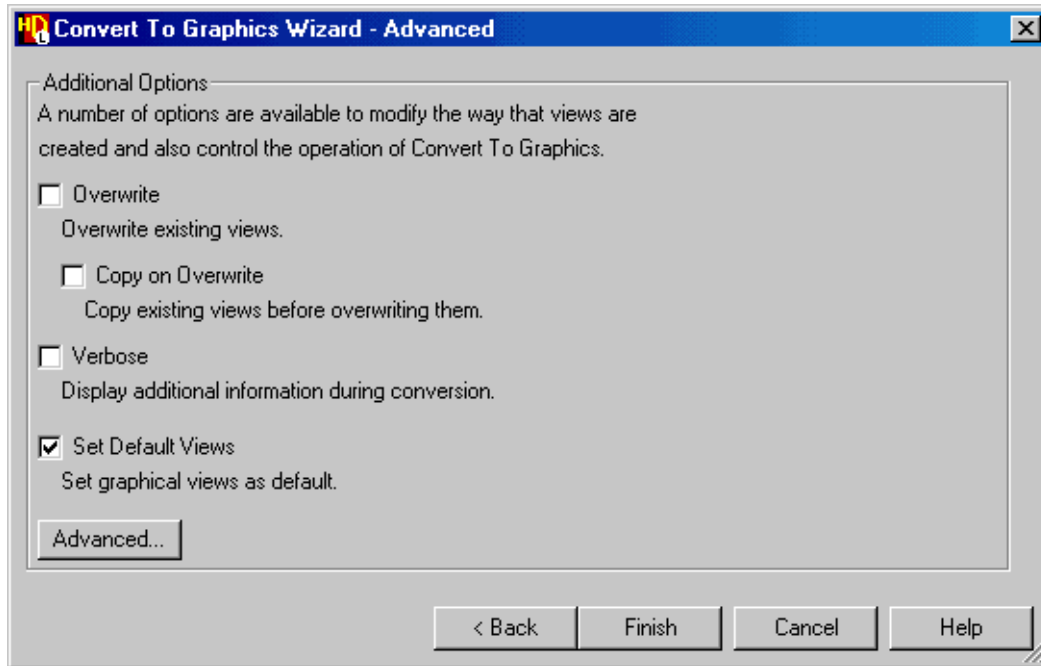 HDL Convert To Graphics Wizard - Advanced
Additional Options
A number of options are available to modify the way that views are
created and also control the operation of Convert To Graphics.
Overwrite
Overwrite existing views.
Copy on Overwrite
Copy existing views before overwriting them.
Verbose
Display additional information during conversion.
Set Default Views
Set graphical views as default.
Advanced...
< Back Finish Cancel Help